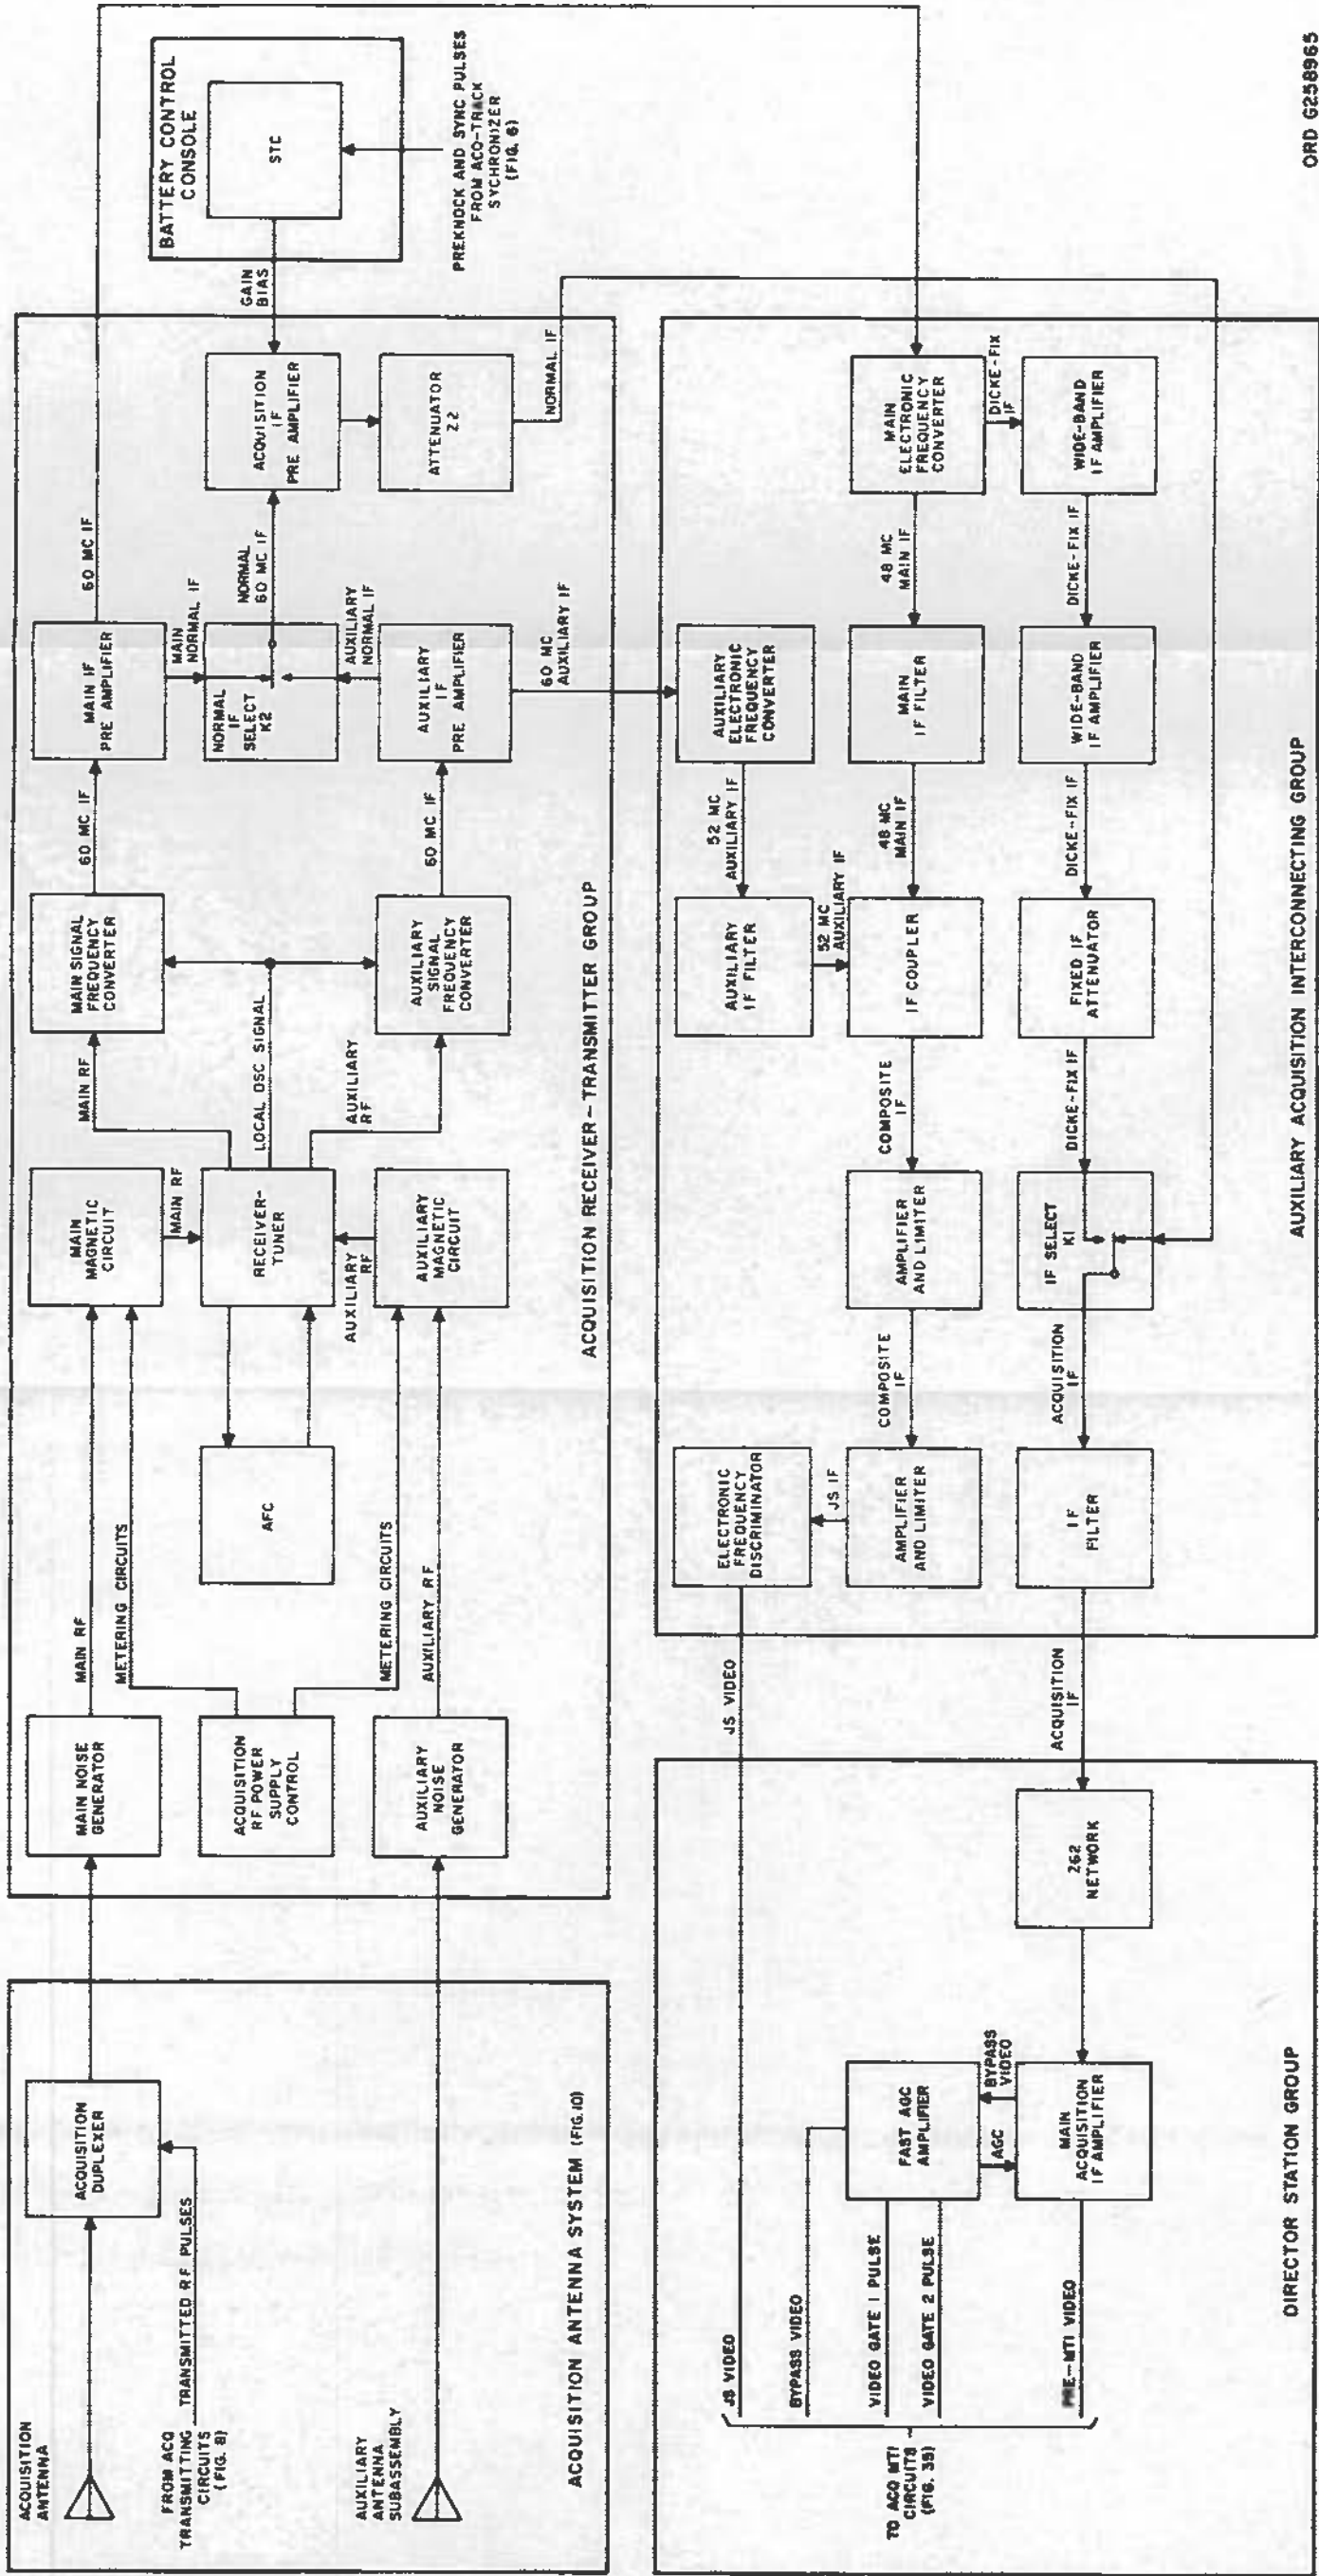 ACQUISITION
ANTENNA
ACQUISITION
DUPLEXER
FROM ACQ
TRANSMITTING
CIRCUITS
(FIG. 8)
TRANSMITTED RF PULSES
AUXILIARY
ANTENNA
SUBASSEMBLY
ACQUISITION ANTENNA SYSTEM (FIG. 10)
MAIN NOISE
GENERATOR
MAIN RF
METERING CIRCUITS
ACQUISITION
RF POWER
SUPPLY
CONTROL
METERING CIRCUITS
AUXILIARY
NOISE
GENERATOR
AUXILIARY RF
AFC
MAIN
MAGNETIC
CIRCUIT
MAIN RF
RECEIVER-
TUNER
AUXILIARY
RF
AUXILIARY
MAGNETIC
CIRCUIT
MAIN RF
LOCAL OSC SIGNAL
AUXILIARY
RF
MAIN SIGNAL
FREQUENCY
CONVERTER
AUXILIARY
SIGNAL
FREQUENCY
CONVERTER
60 MC IF
60 MC IF
MAIN IF
PRE AMPLIFIER
MAIN
NORMAL IF
NORMAL
IF
SELECT
K2
AUXILIARY
NORMAL IF
AUXILIARY
IF
PRE AMPLIFIER
60 MC IF
NORMAL
60 MC IF
60 MC
AUXILIARY IF
ACQUISITION
IF
PRE AMPLIFIER
ATTENUATOR
22
GAIN
BIAS
NORMAL IF
ACQUISITION RECEIVER-TRANSMITTER GROUP
BATTERY CONTROL
CONSOLE
STC
PREKNOCK AND SYNC PULSES
FROM ACQ-TRACK
SYCHRONIZER
(FIG. 6)
TO ACQ MTI
CIRCUITS
(FIG. 35)
JS VIDEO
BYPASS VIDEO
VIDEO GATE 1 PULSE
VIDEO GATE 2 PULSE
PRE-MTI VIDEO
FAST AGC
AMPLIFIER
AGC
BYPASS
VIDEO
MAIN
ACQUISITION
IF AMPLIFIER
262
NETWORK
DIRECTOR STATION GROUP
JS VIDEO
ACQUISITION
IF
ELECTRONIC
FREQUENCY
DISCRIMINATOR
JS IF
AMPLIFIER
AND LIMITER
IF
FILTER
COMPOSITE
IF
ACQUISITION
IF
AMPLIFIER
AND LIMITER
IF SELECT
K1
COMPOSITE
IF
DICKE-FIX IF
AUXILIARY
IF FILTER
52 MC
AUXILIARY IF
IF COUPLER
FIXED IF
ATTENUATOR
52 MC
AUXILIARY IF
48 MC
MAIN IF
DICKE-FIX IF
AUXILIARY
ELECTRONIC
FREQUENCY
CONVERTER
MAIN
IF FILTER
WIDE-BAND
IF AMPLIFIER
48 MC
MAIN IF
DICKE-FIX IF
MAIN
ELECTRONIC
FREQUENCY
CONVERTER
DICKE-FIX
IF
WIDE-BAND
IF AMPLIFIER
AUXILIARY ACQUISITION INTERCONNECTING GROUP
ORD G258965